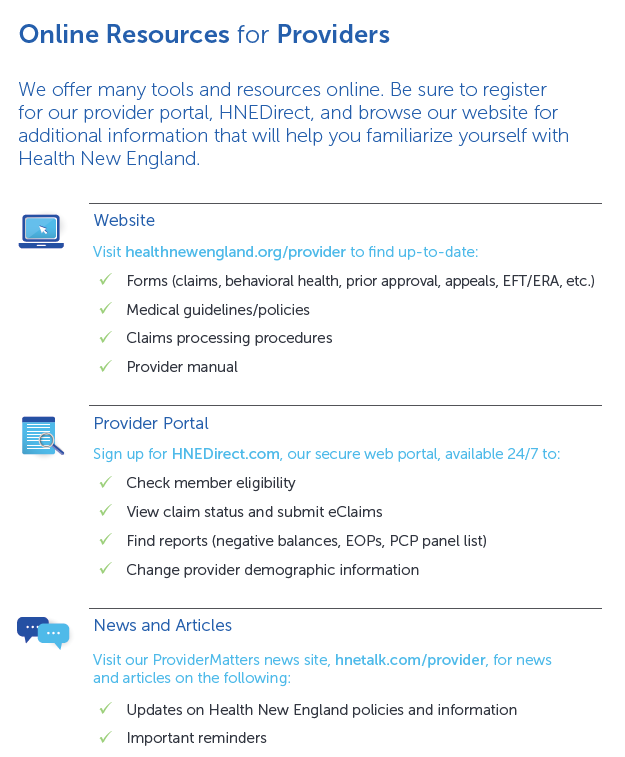 Online Resources for Providers
We offer many tools and resources online. Be sure to register
for our provider portal, HNEDirect, and browse our website for
additional information that will help you familiarize yourself with
Health New England.
Website
Visit healthnewengland.org/provider to find up-to-date:
Forms (claims, behavioral health, prior approval, appeals, EFT/ERA, etc.)
Medical guidelines/policies
Claims processing procedures
Provider manual
Provider Portal
Sign up for HNEDirect.com, our secure web portal, available 24/7 to:
Check member eligibility
View claim status and submit eClaims
Find reports (negative balances, EOPs, PCP panel list)
Change provider demographic information
News and Articles
Visit our ProviderMatters news site, hnetalk.com/provider, for news
and articles on the following:
Updates on Health New England policies and information
Important reminders